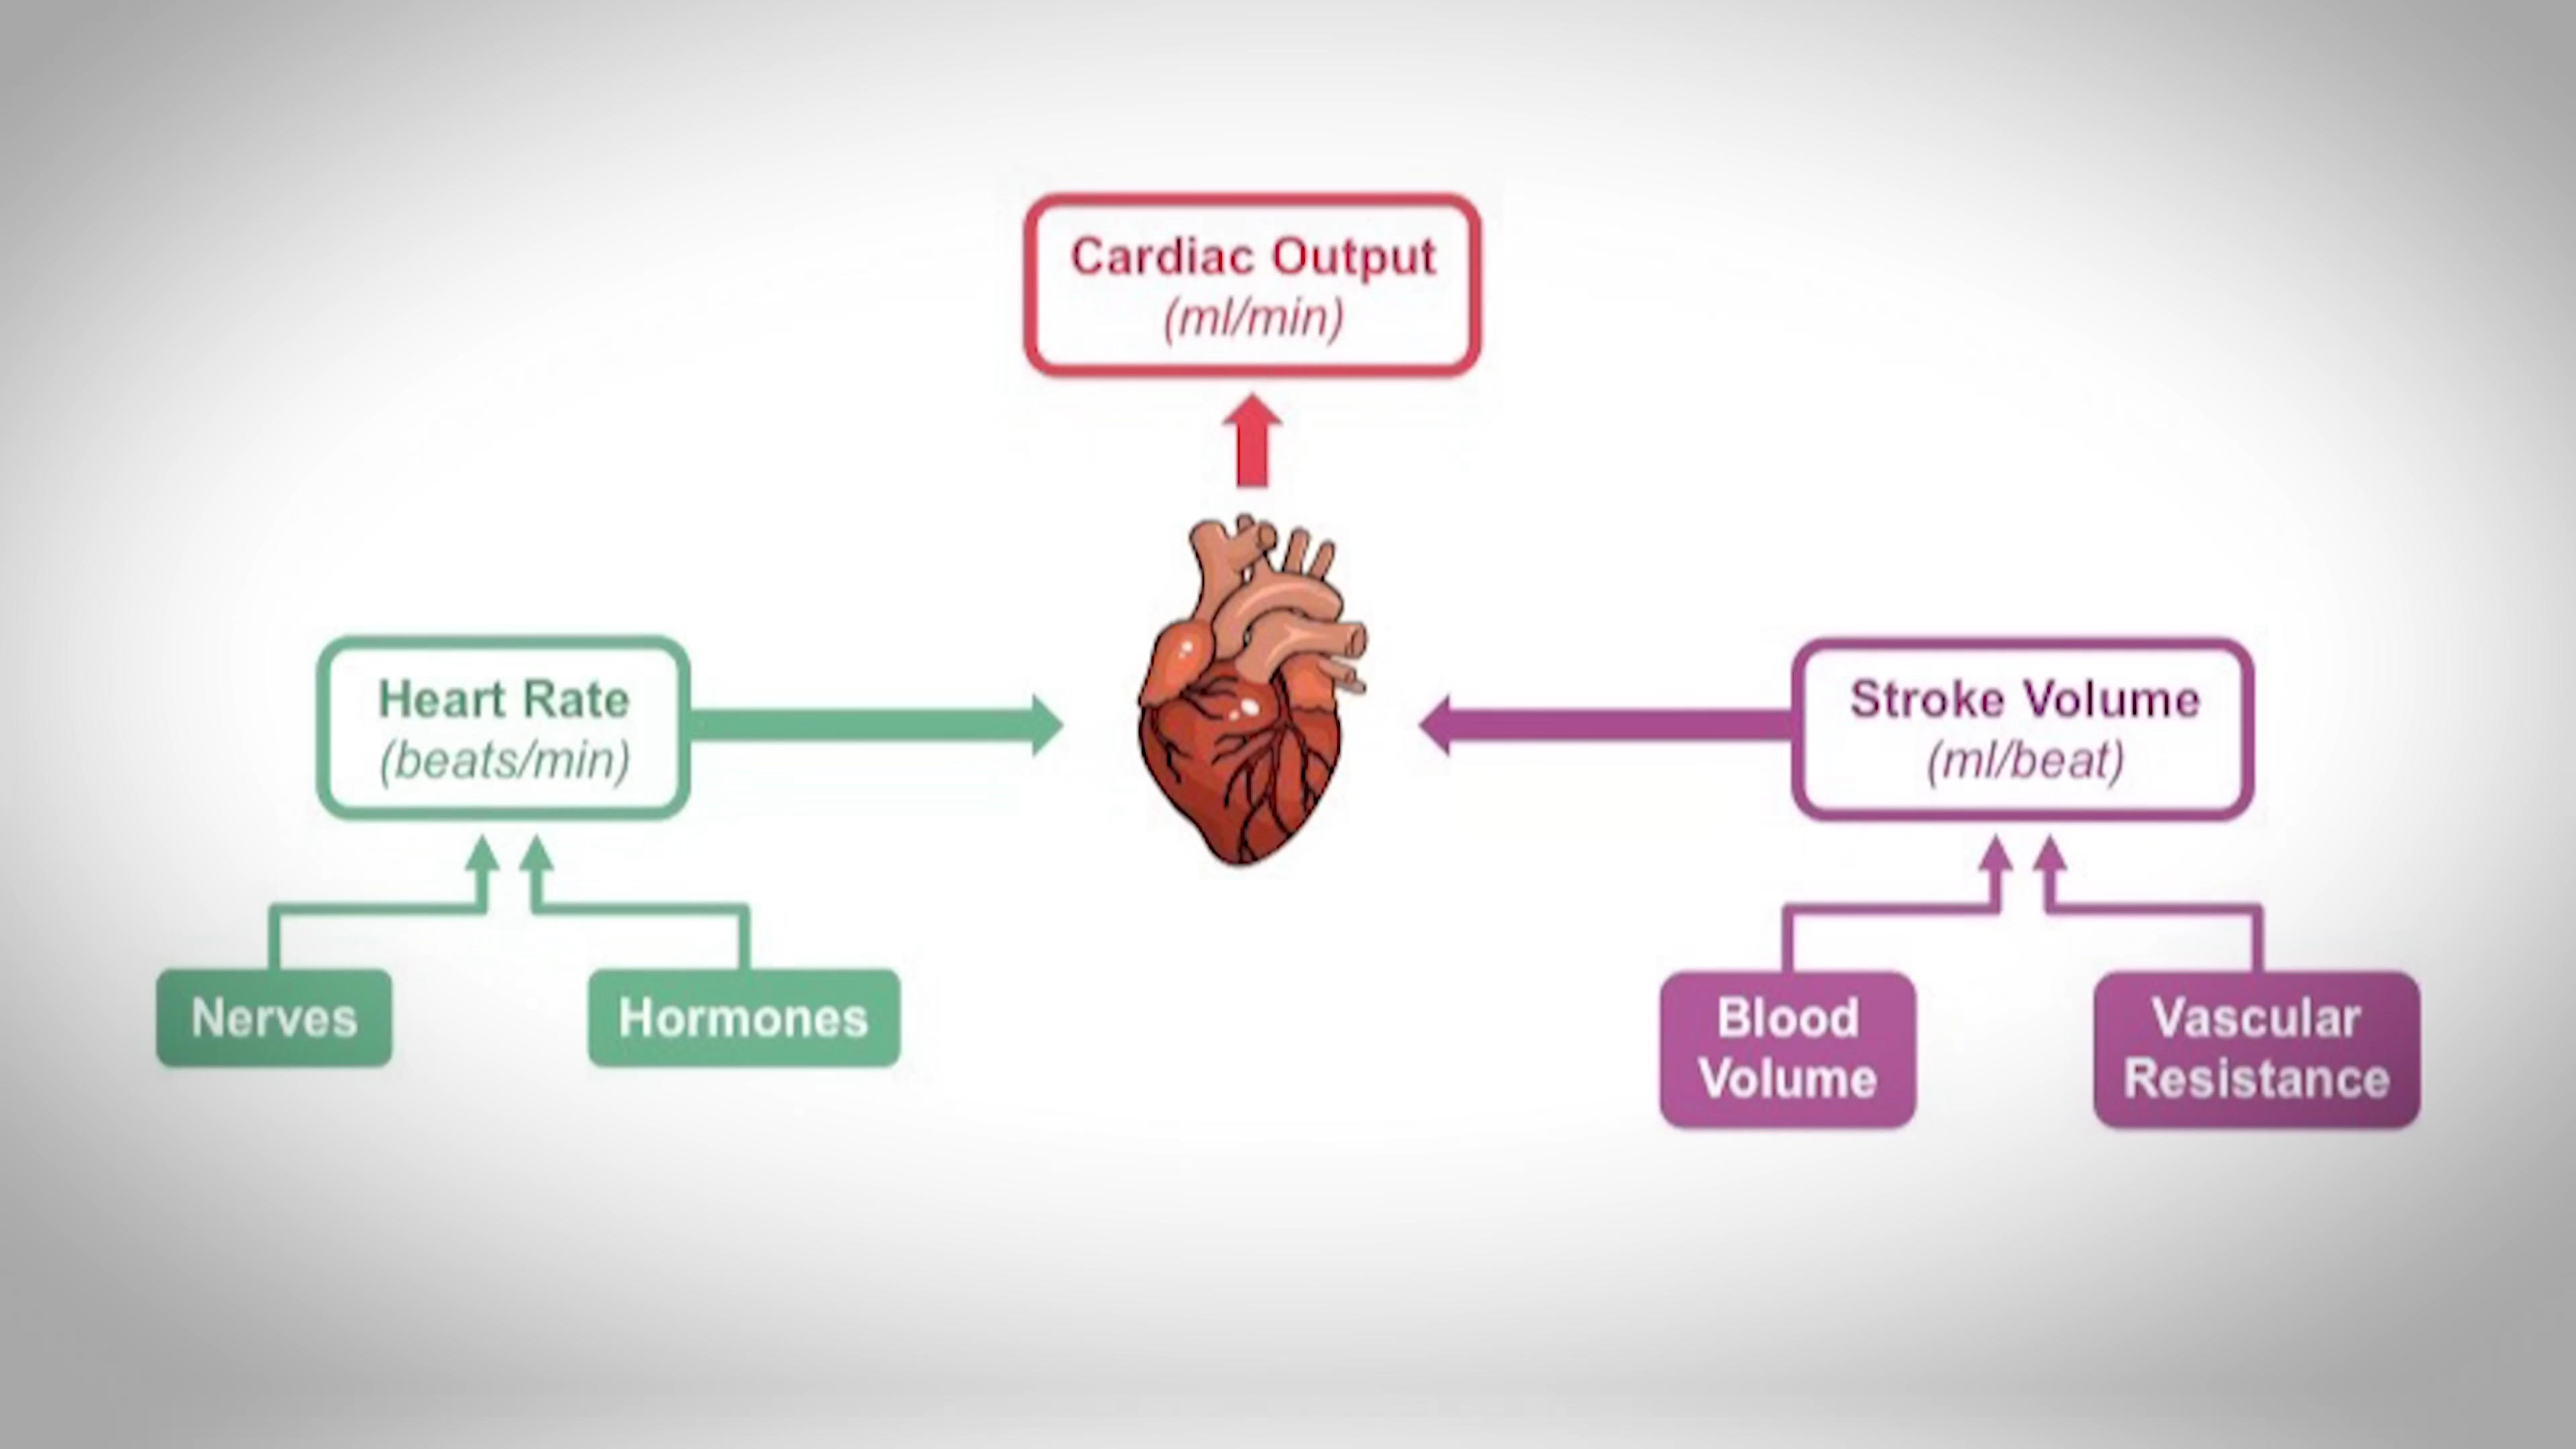 Cardiac Output
(ml/min)
Heart Rate
(beats/min)
Stroke Volume
(ml/beat)
Nerves
Hormones
Blood
Volume
Vascular
Resistance